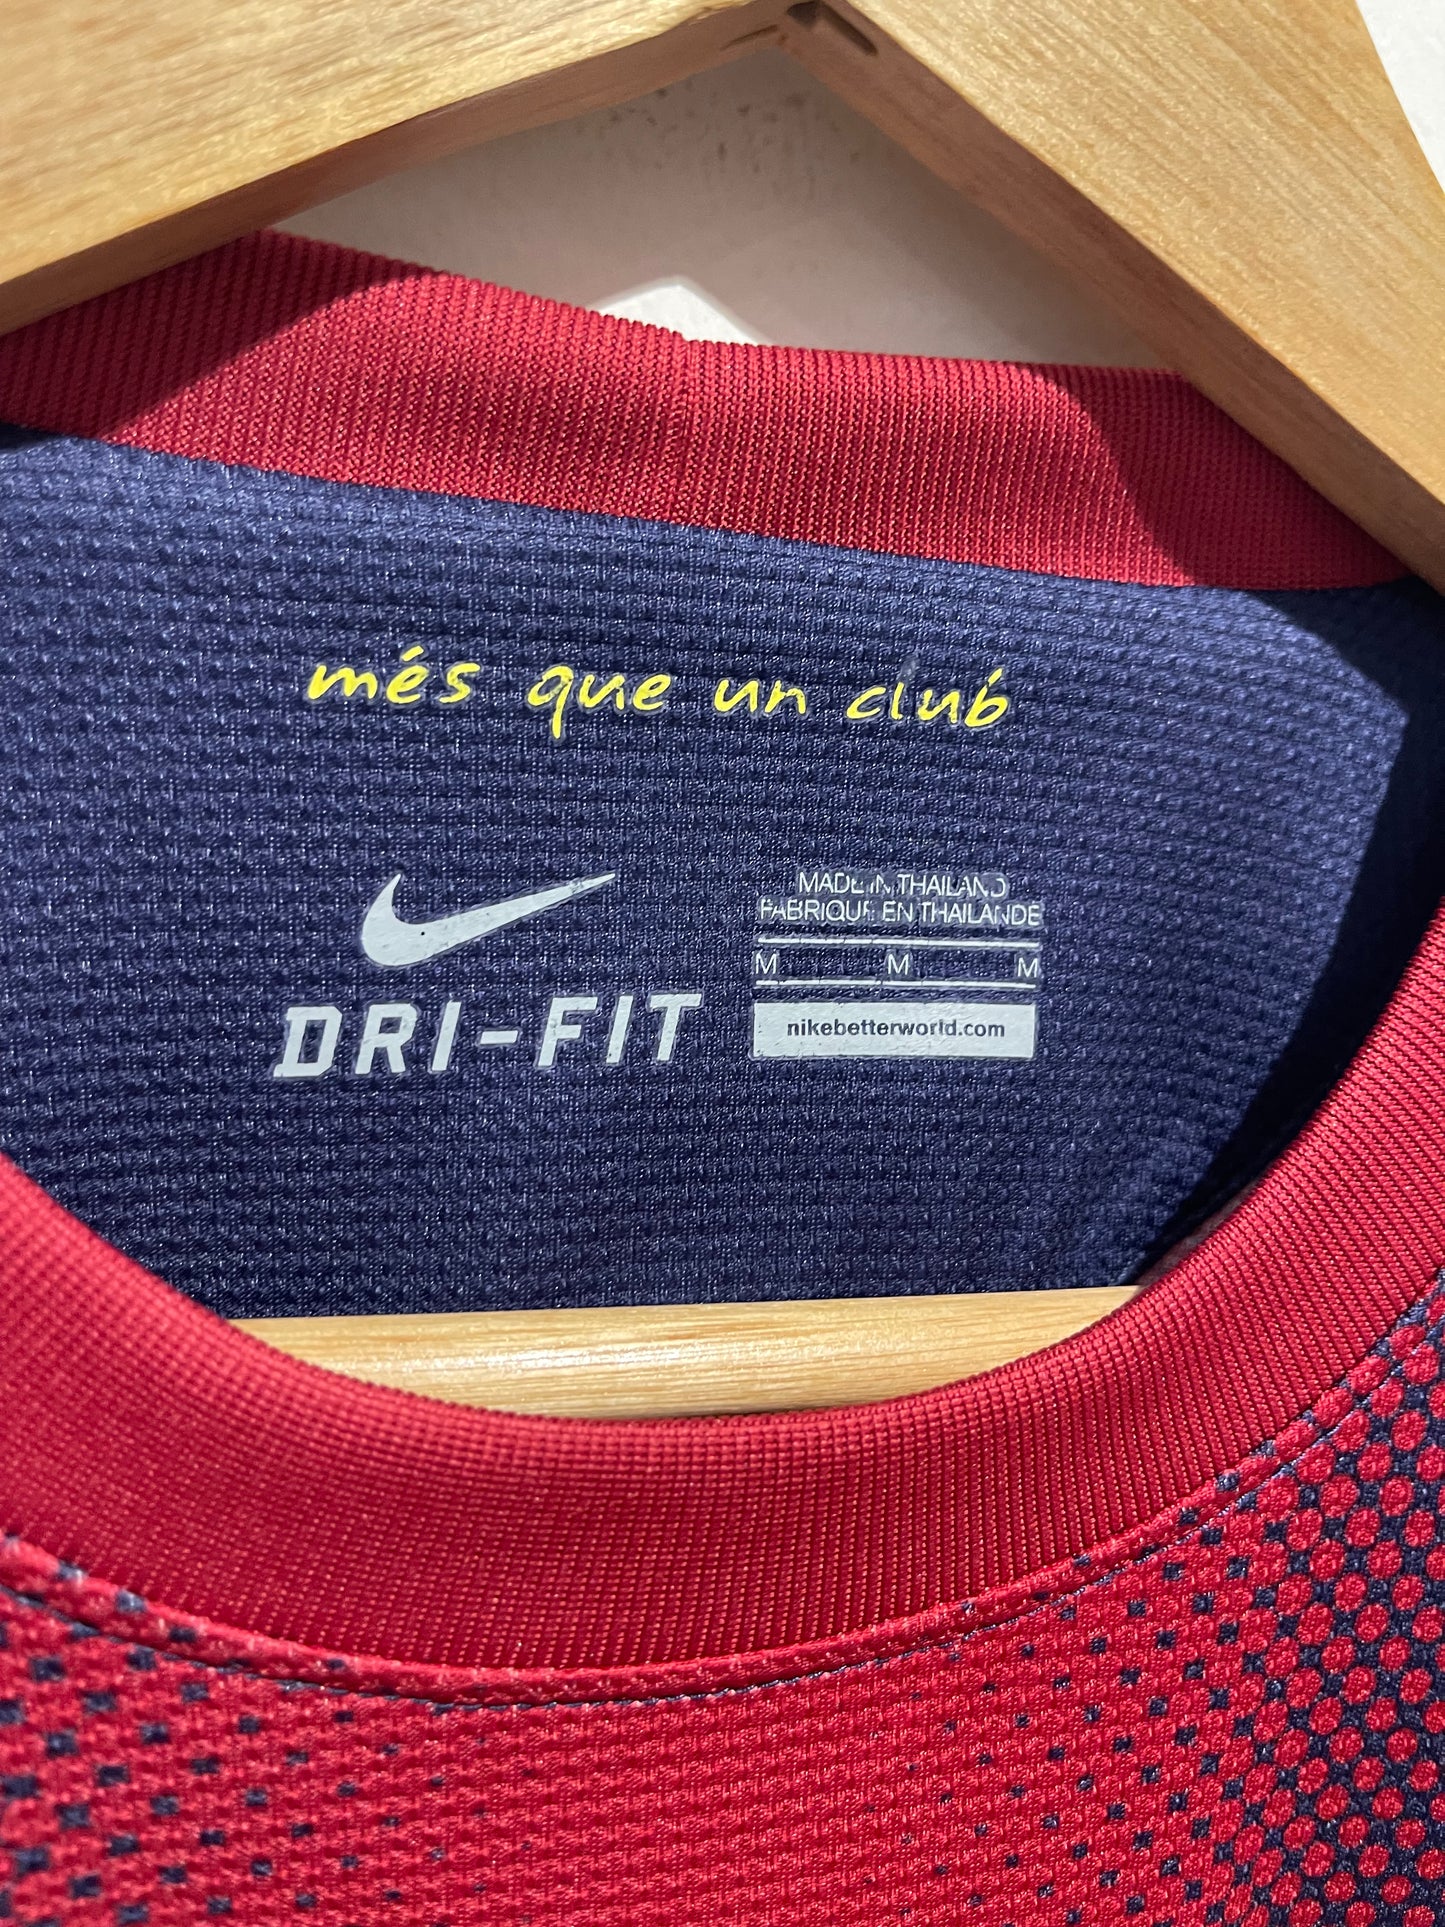 més que un club
MADE IN THAILAND
FABRIQUE EN THAILANDE
M M M
DRI-FIT
nikebetterworld.com